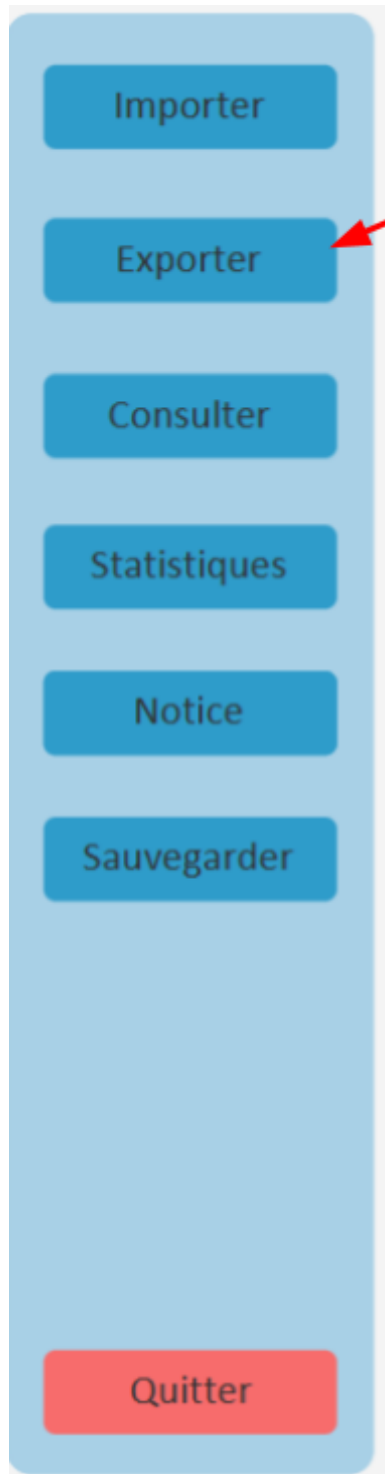 Importer
Exporter
Consulter
Statistiques
Notice
Sauvegarder
Quitter